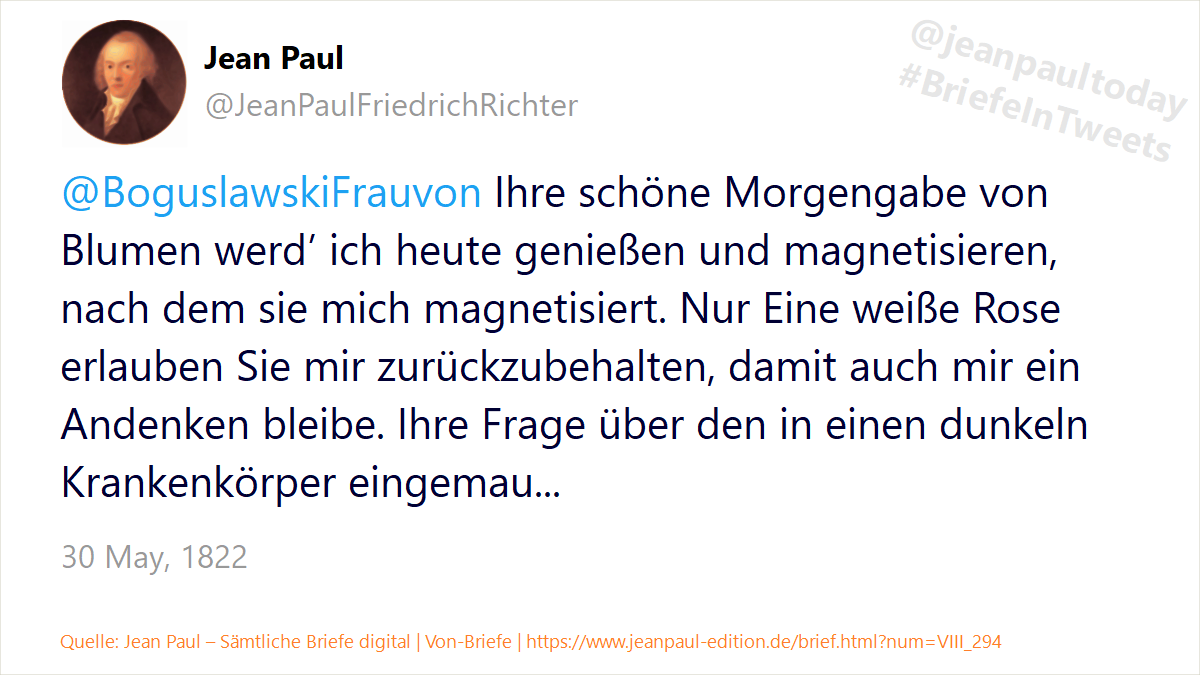 Jean Paul
@JeanPaulFriedrichRichter
@jeanpaultoday
#BriefeInTweets
@BoguslawskiFrauvon Ihre schöne Morgengabe von
Blumen werd’ ich heute genießen und magnetisieren,
nach dem sie mich magnetisiert. Nur Eine weiße Rose
erlauben Sie mir zurückzubehalten, damit auch mir ein
Andenken bleibe. Ihre Frage über den in einen dunkeln
Krankenkörper eingemau...
30 May, 1822
Quelle: Jean Paul – Sämtliche Briefe digital | Von-Briefe | https://www.jeanpaul-edition.de/brief.html?num=VIII_294